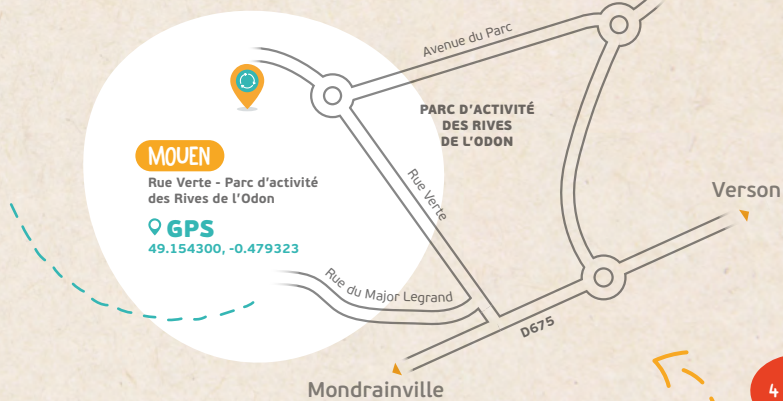 Avenue du Parc
PARC D'ACTIVITÉ
DES RIVES
DE L'ODON
MOUEN
Rue Verte - Parc d'activité
des Rives de l'Odon
GPS
49.154300, -0.479323
Rue Verte
Verson
Rue du Major Legrand
D675
Mondrainville
4